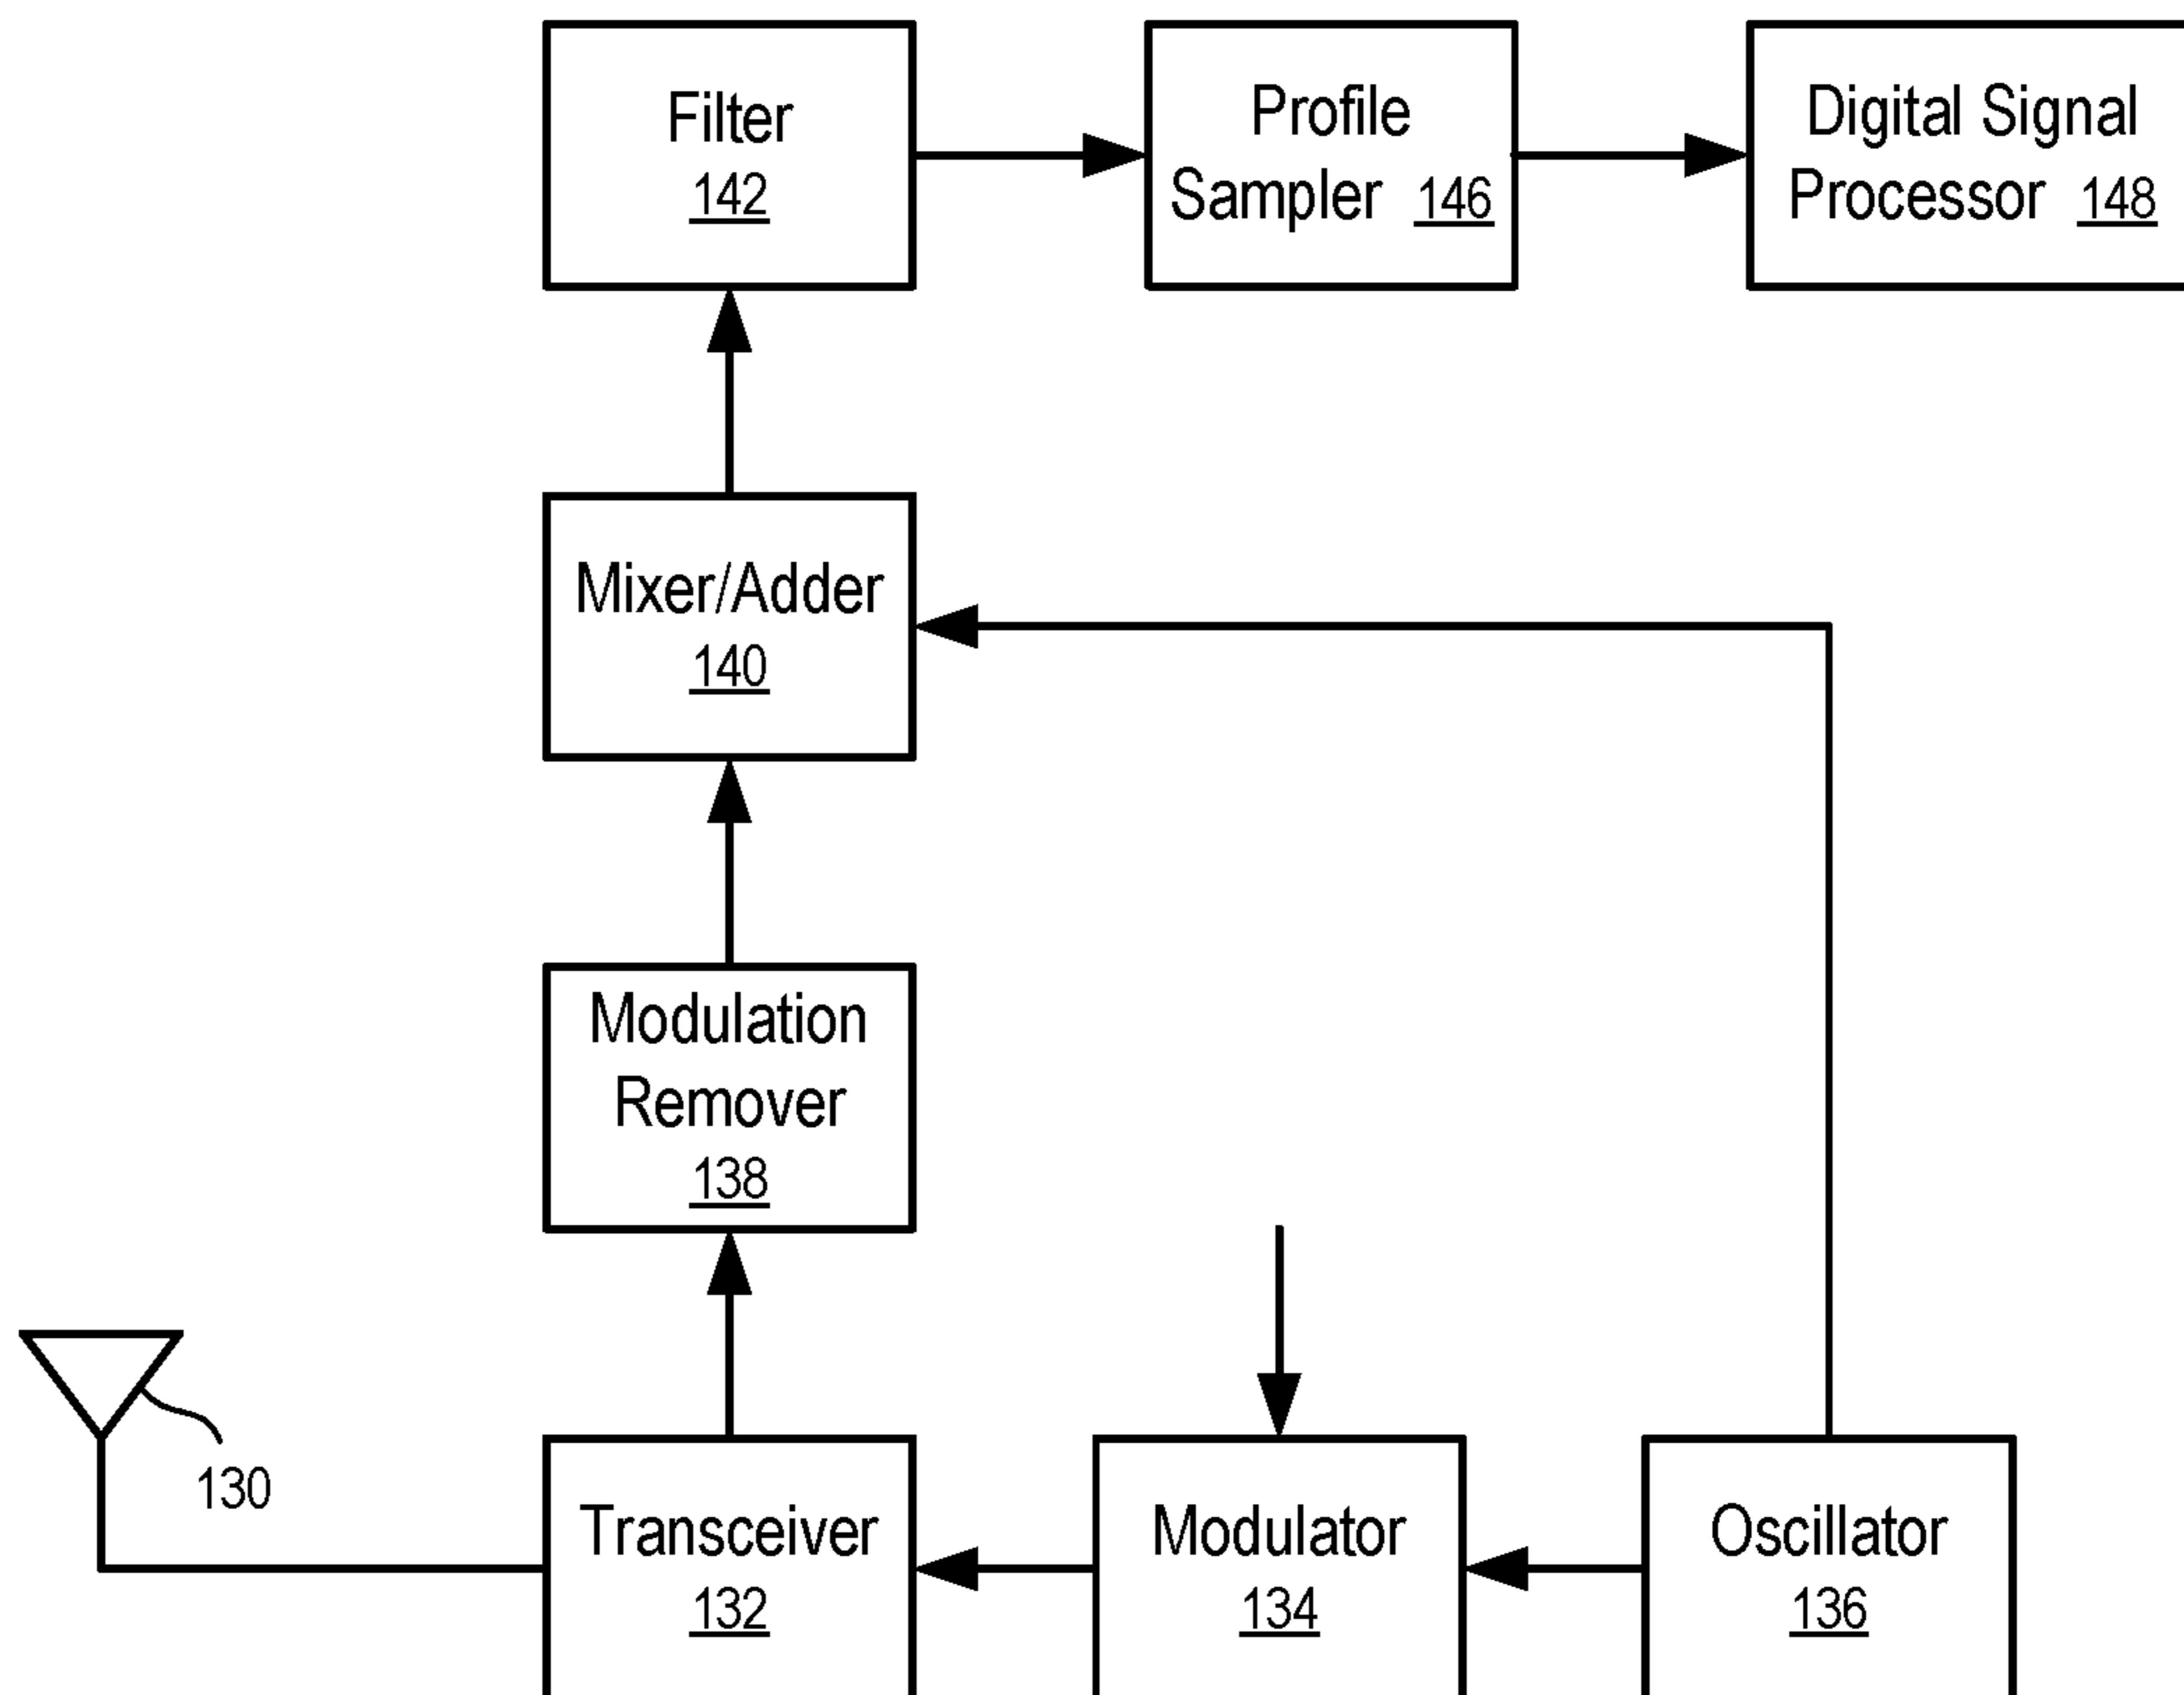 Filter
142
Profile
Sampler 146
Digital Signal
Processor 148
Mixer/Adder
140
Modulation
Remover
138
130
Transceiver
132
Modulator
134
Oscillator
136